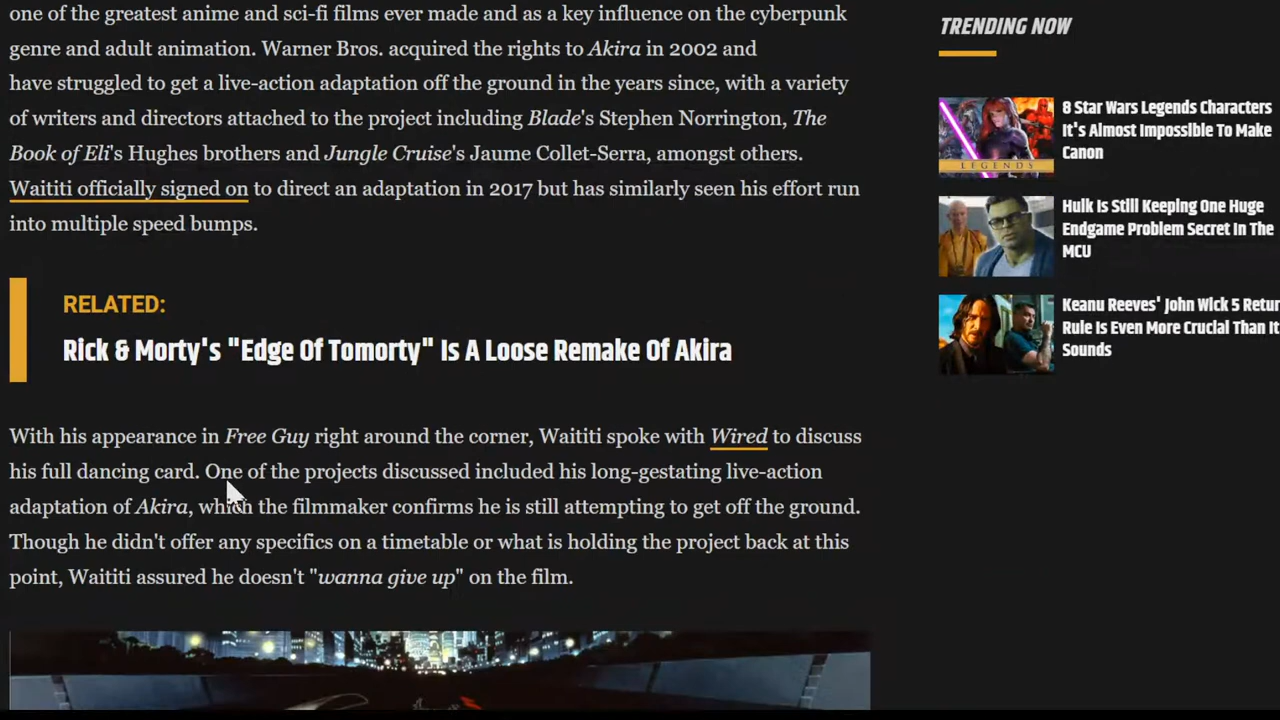 one of the greatest anime and sci-fi films ever made and as a key influence on the cyberpunk
genre and adult animation. Warner Bros. acquired the rights to Akira in 2002 and
have struggled to get a live-action adaptation off the ground in the years since, with a variety
of writers and directors attached to the project including Blade's Stephen Norrington, The
Book of Eli's Hughes brothers and Jungle Cruise's Jaume Collet-Serra, amongst others.
Waititi officially signed on to direct an adaptation in 2017 but has similarly seen his effort run
into multiple speed bumps.
RELATED:
Rick & Morty's "Edge Of Tomorty" Is A Loose Remake Of Akira
With his appearance in Free Guy right around the corner, Waititi spoke with Wired to discuss
his full dancing card. One of the projects discussed included his long-gestating live-action
adaptation of Akira, which the filmmaker confirms he is still attempting to get off the ground.
Though he didn't offer any specifics on a timetable or what is holding the project back at this
point, Waititi assured he doesn't "wanna give up" on the film.
TRENDING NOW
LEGENDS
8 Star Wars Legends Characters
It's Almost Impossible To Make
Canon
Hulk Is Still Keeping One Huge
Endgame Problem Secret In The
MCU
Keanu Reeves' John Wick 5 Retur
Rule Is Even More Crucial Than It
Sounds